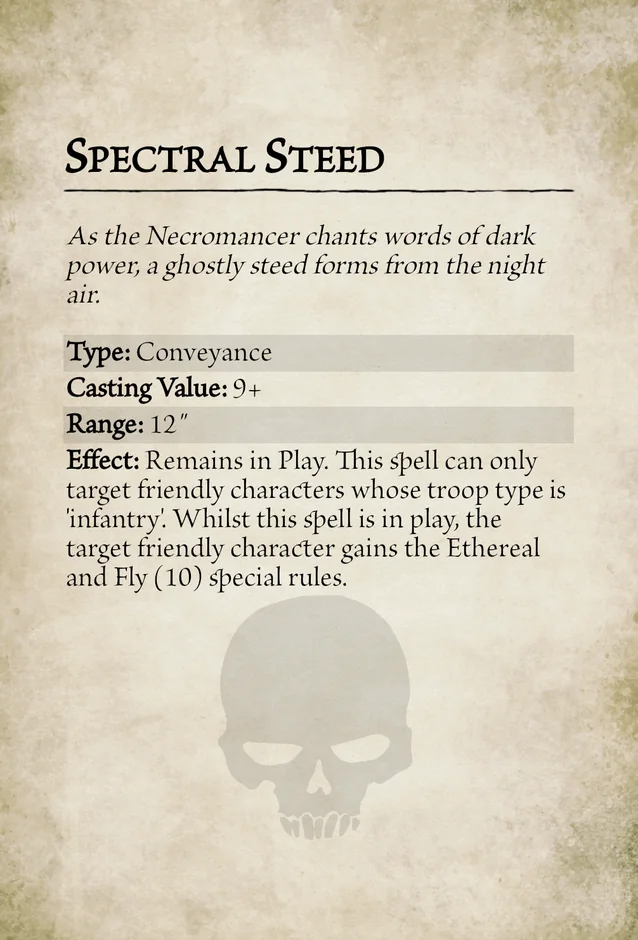 Spectral Steed
As the Necromancer chants words of dark
power, a ghostly steed forms from the night
air.
Type: Conveyance
Casting Value: 9+
Range: 12"
Effect: Remains in Play. This spell can only
target friendly characters whose troop type is
'infantry'. Whilst this spell is in play, the
target friendly character gains the Ethereal
and Fly (10) special rules.